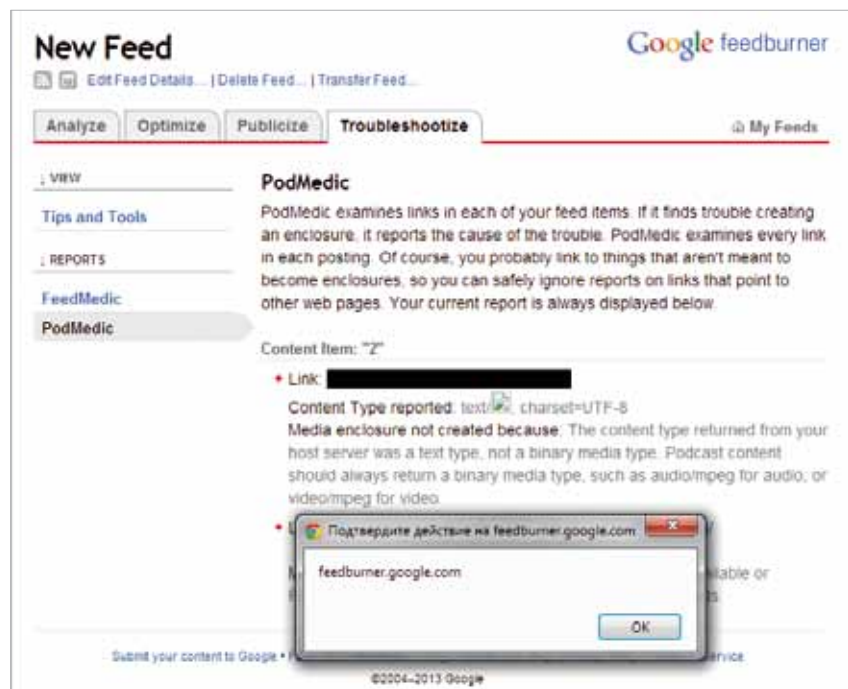 New Feed
Google feedburner
Edit Feed Details... | Delete Feed... | Transfer Feed...
Analyze Optimize Publicize Troubleshootize
My Feeds
↓ VIEW
Tips and Tools
↓ REPORTS
FeedMedic
PodMedic
PodMedic
PodMedic examines links in each of your feed items. If it finds trouble creating
an enclosure, it reports the cause of the trouble. PodMedic examines every link
in each posting. Of course, you probably link to things that aren't meant to
become enclosures, so you can safely ignore reports on links that point to
other web pages. Your current report is always displayed below.
Content Item: "2"
Link:
Content Type reported: text/ charset=UTF-8
Media enclosure not created because: The content type returned from your
host server was a text type, not a binary media type. Podcast content
should always return a binary media type, such as audio/mpeg for audio, or
video/mpeg for video.
Подтвердите действие на feedburner.google.com
feedburner.google.com
OK
Submit your content to Google •
©2004–2013 Google